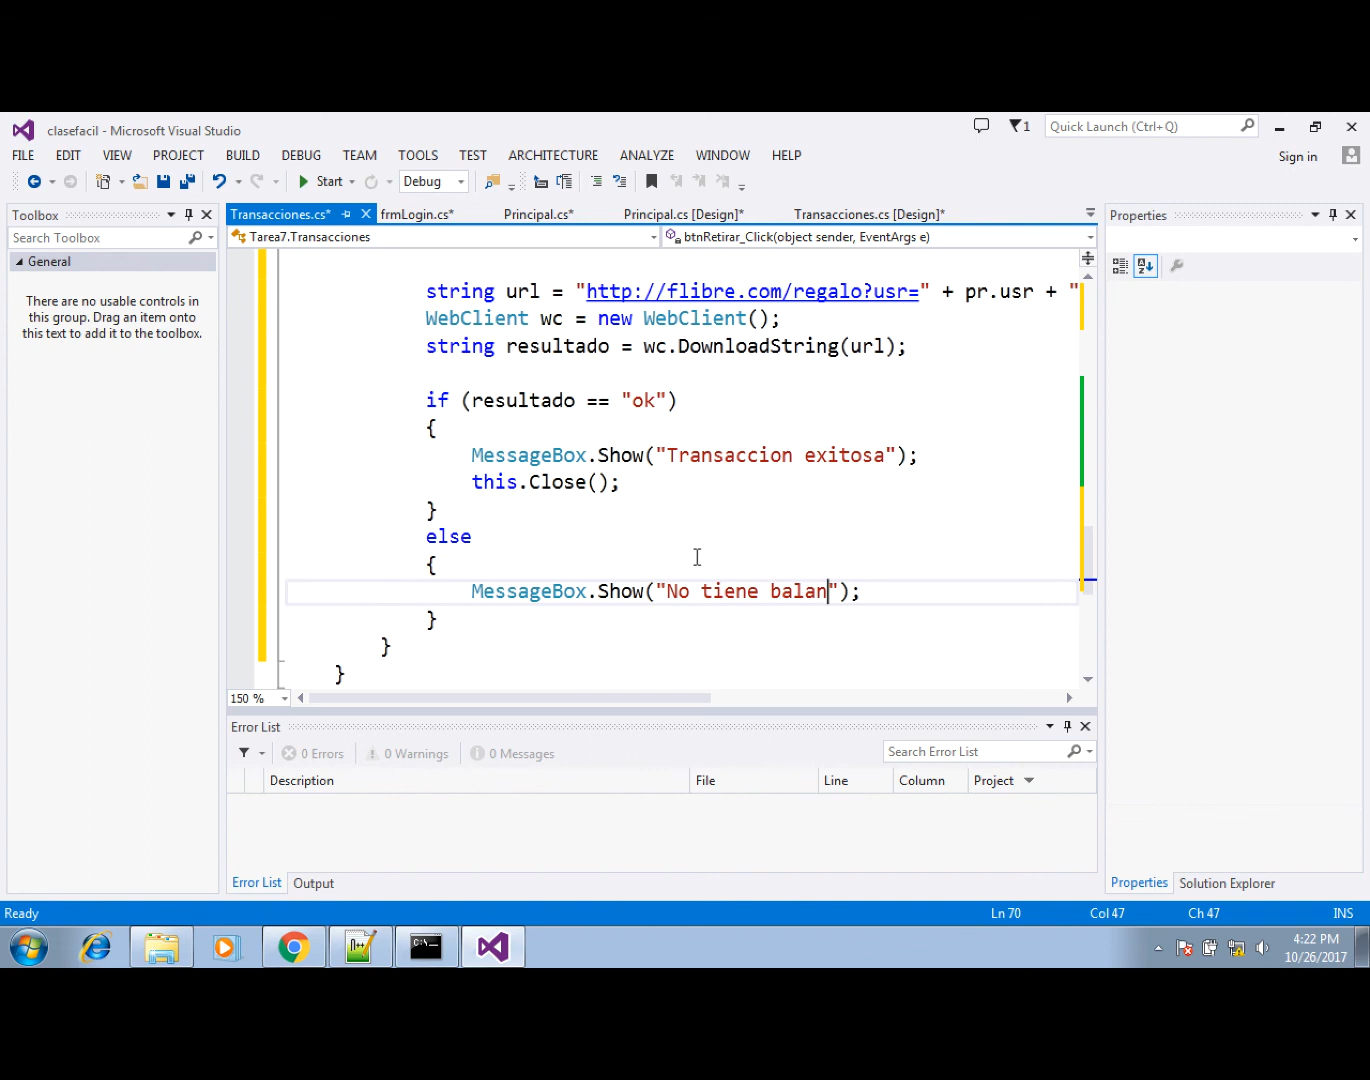 clasefacil - Microsoft Visual Studio
1
Quick Launch (Ctrl+Q)
FILE EDIT VIEW PROJECT BUILD DEBUG TEAM TOOLS TEST ARCHITECTURE ANALYZE WINDOW HELP
Sign in
Start Debug
Toolbox
Transacciones.cs* frmLogin.cs* Principal.cs* Principal.cs [Design]* Transacciones.cs [Design]*
Properties
Search Toolbox
Tarea7.Transacciones
btnRetirar_Click(object sender, EventArgs e)
General
There are no usable controls in
this group. Drag an item onto
this text to add it to the toolbox.
string url = "http://flibre.com/regalo?usr=" + pr.usr + "
WebClient wc = new WebClient();
string resultado = wc.DownloadString(url);
if (resultado == "ok")
{
MessageBox.Show("Transaccion exitosa");
this.Close();
}
else
{
MessageBox.Show("No tiene balan");
}
}
}
150 %
Error List
0 Errors 0 Warnings 0 Messages
Search Error List
Description File Line Column Project
Error List Output
Properties Solution Explorer
Ready Ln 70 Col 47 Ch 47 INS
4:22 PM
10/26/2017